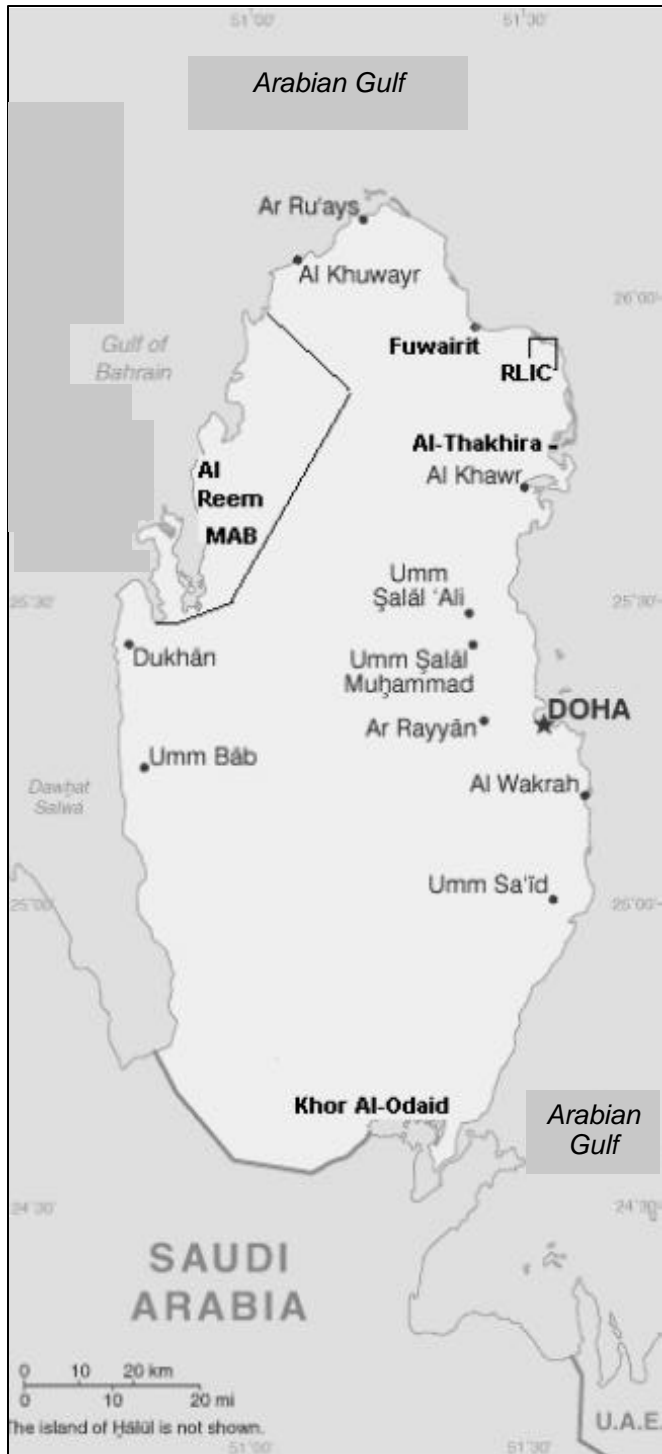 51°00'
51°30'
Arabian Gulf
Ar Ru'ays
Al Khuwayr
26°00'
Gulf of
Bahrain
Fuwairit
RLIC
Al-Thakhira
Al Khawr
Al
Reem
MAB
25°30'
Umm
Şalāl 'Ali
25°30'
Dukhān
Umm Şalāl
Muḩammad
DOHA
Ar Rayyān
Umm Bāb
Dawḩat
Salwá
Al Wakrah
Umm Sa'īd
25°00'
25°00'
Khor Al-Odaid
Arabian
Gulf
24°30'
24°30'
SAUDI
ARABIA
0 10 20 km
0 10 20 mi
The island of Ḩālūl is not shown.
U.A.E.
51°00'
51°30'